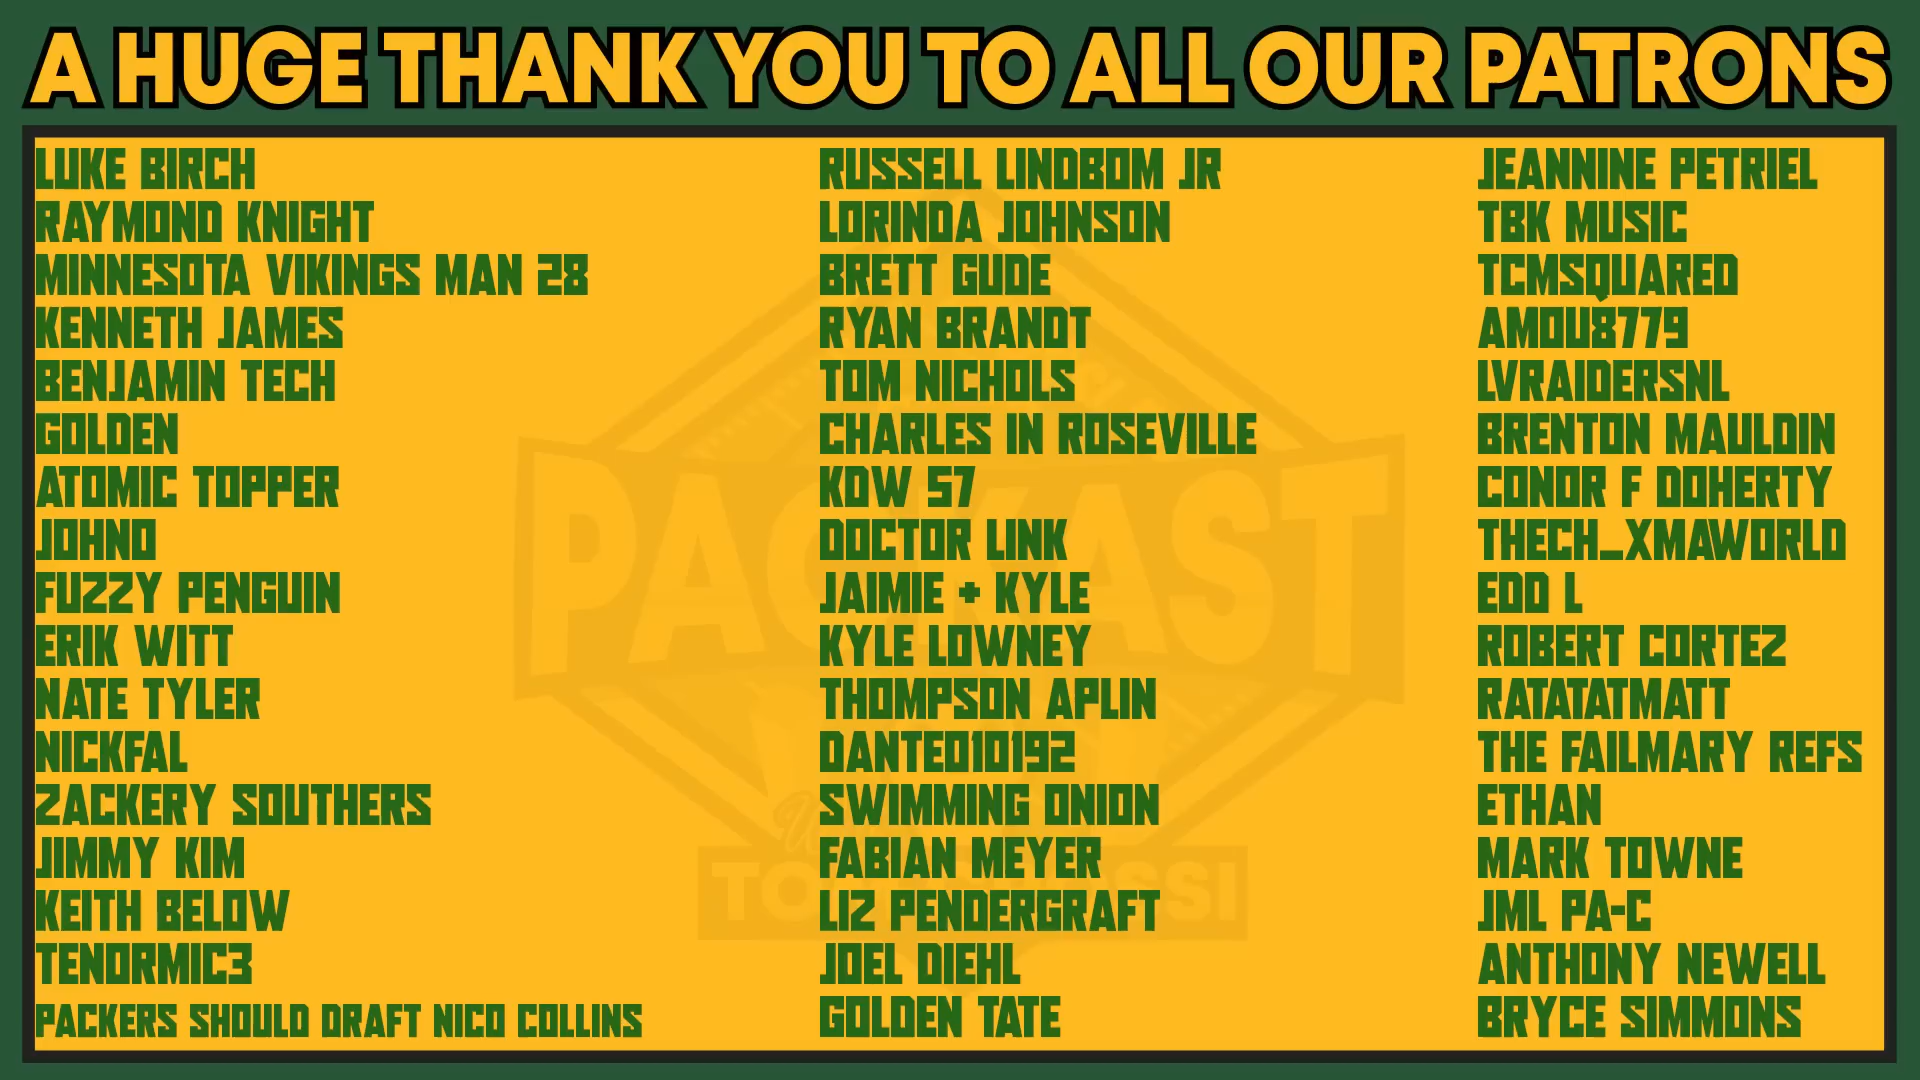 A HUGE THANK YOU TO ALL OUR PATRONS
LUKE BIRCH
RAYMOND KNIGHT
MINNESOTA VIKINGS MAN 28
KENNETH JAMES
BENJAMIN TECH
GOLDEN
ATOMIC TOPPER
JOHNO
FUZZY PENGUIN
ERIK WITT
NATE TYLER
NICKFAL
ZACKERY SOUTHERS
JIMMY KIM
KEITH BELOW
TENORMIC3
PACKERS SHOULD DRAFT NICO COLLINS
RUSSELL LINDBOM JR
LORINDA JOHNSON
BRETT GUDE
RYAN BRANDT
TOM NICHOLS
CHARLES IN ROSEVILLE
KDW 57
DOCTOR LINK
JAIMIE + KYLE
KYLE LOWNEY
THOMPSON APLIN
DANTE010192
SWIMMING ONION
FABIAN MEYER
LIZ PENDERGRAFT
JOEL DIEHL
GOLDEN TATE
JEANNINE PETRIEL
TBK MUSIC
TCMSQUARED
AMOU8779
LVRAIDERSNL
BRENTON MAULDIN
CONOR F DOHERTY
THECH_XMAWORLD
EDD L
ROBERT CORTEZ
RATATATMATT
THE FAILMARY REFS
ETHAN
MARK TOWNE
JML PA-C
ANTHONY NEWELL
BRYCE SIMMONS
PACKAST